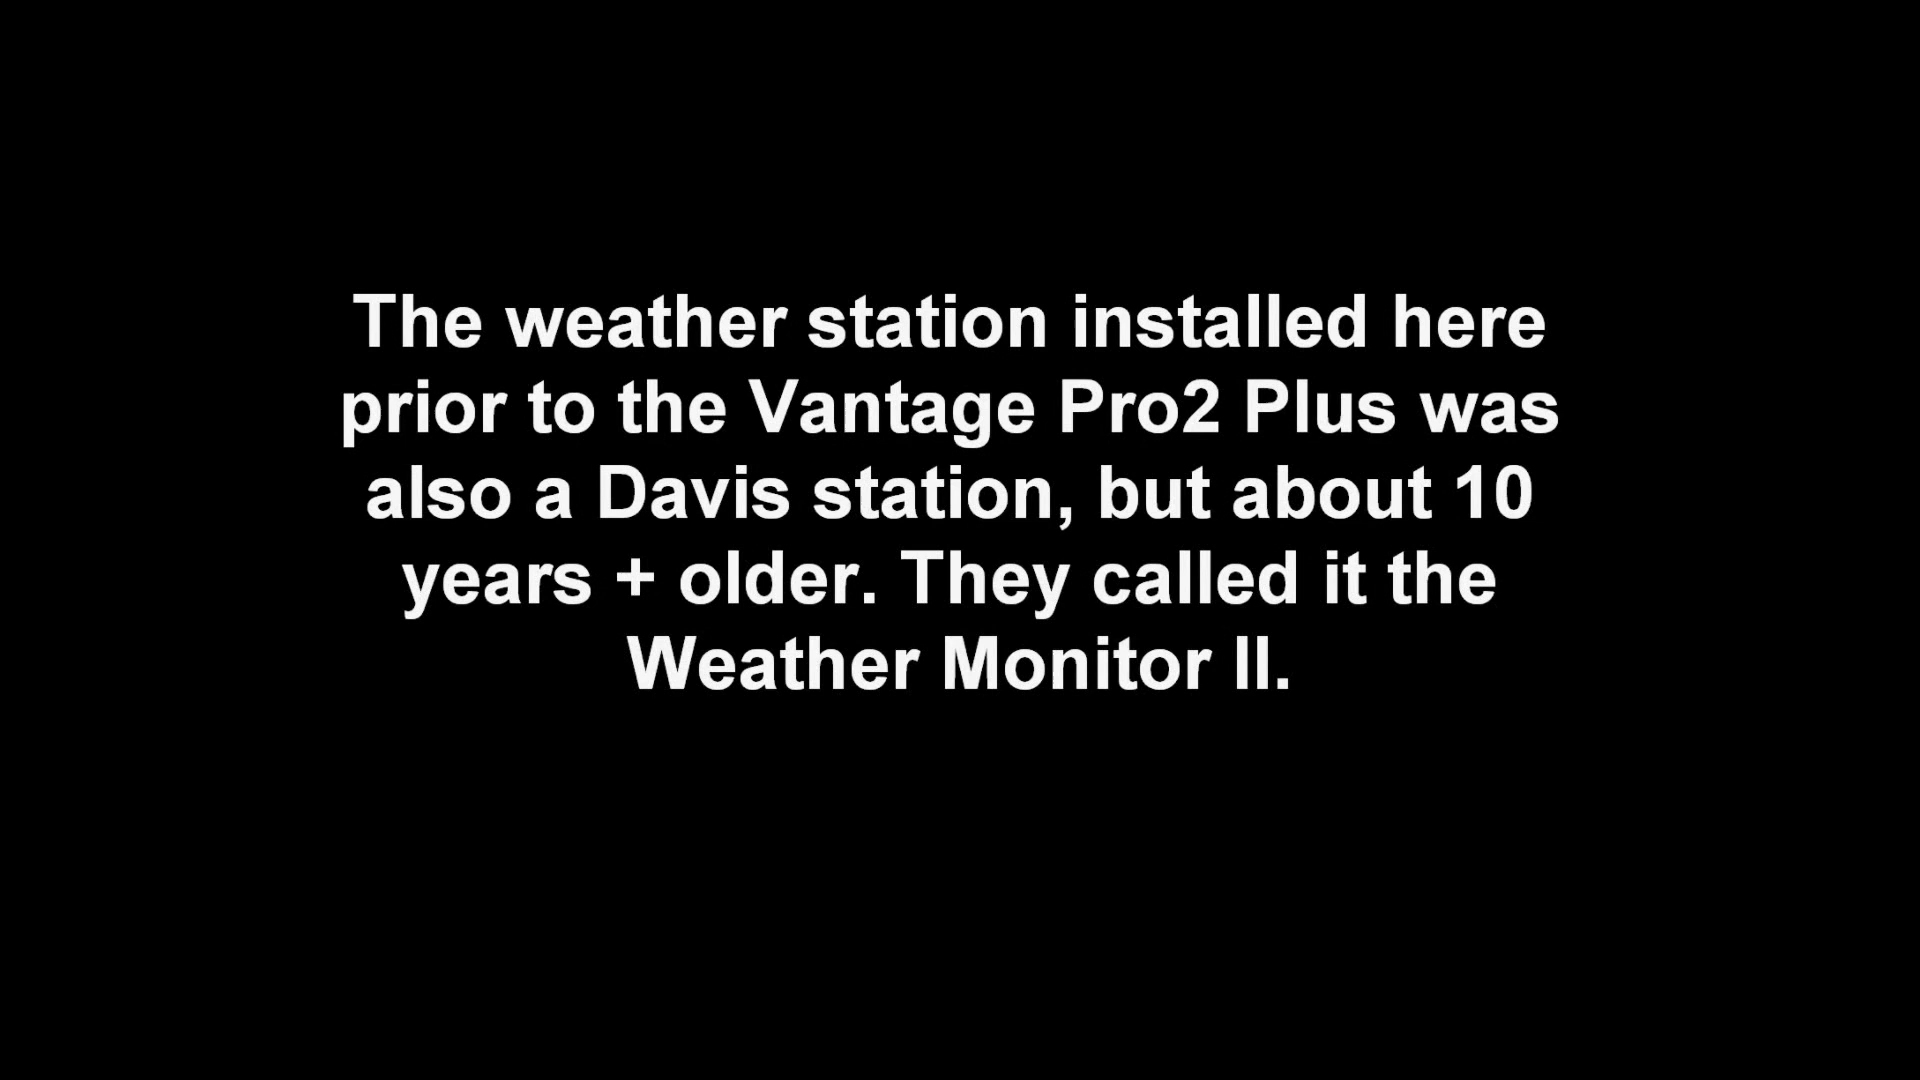 The weather station installed here
prior to the Vantage Pro2 Plus was
also a Davis station, but about 10
years + older. They called it the
Weather Monitor II.